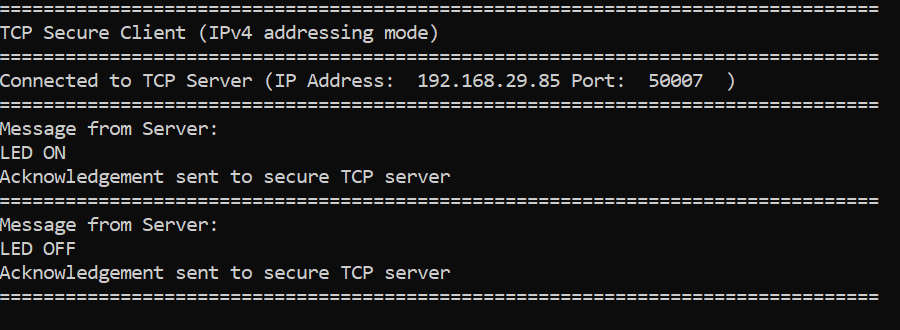 ================================================================================
TCP Secure Client (IPv4 addressing mode)
================================================================================
Connected to TCP Server (IP Address:  192.168.29.85 Port:  50007  )
================================================================================
Message from Server:
LED ON
Acknowledgement sent to secure TCP server
================================================================================
Message from Server:
LED OFF
Acknowledgement sent to secure TCP server
================================================================================